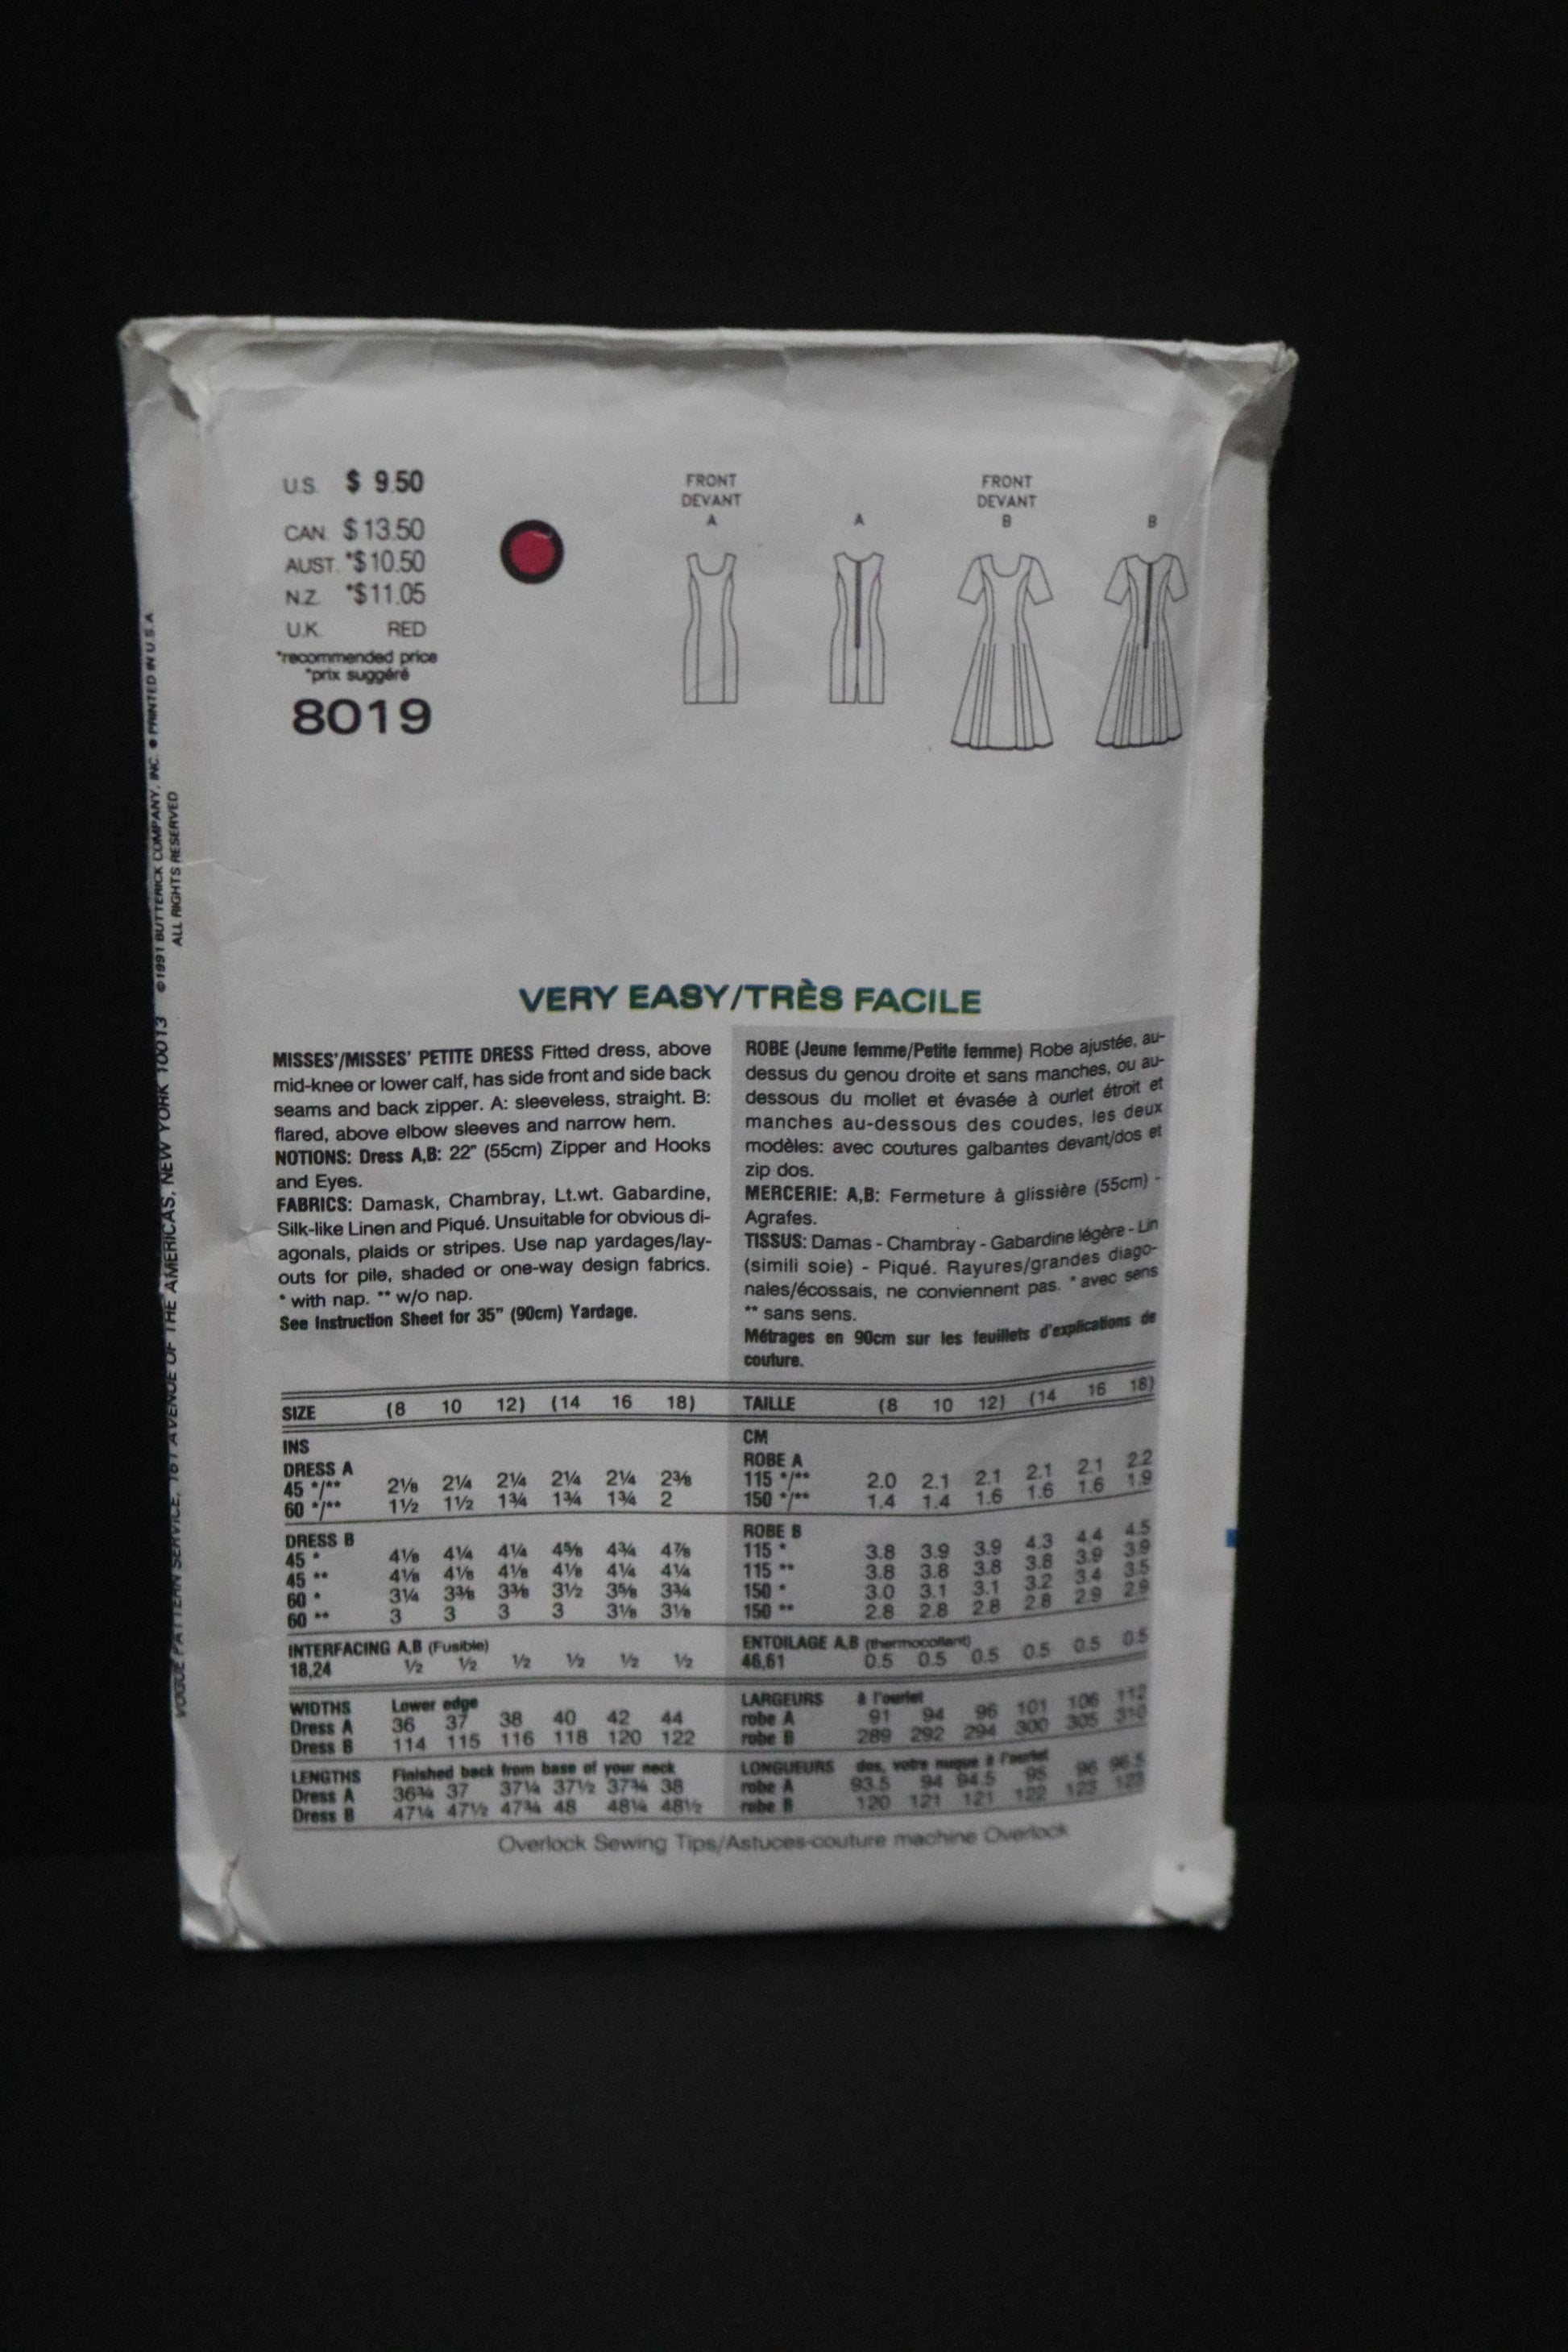 U.S. $ 9.50
CAN. $ 13.50
AUST. *$ 10.50
N.Z. *$ 11.05
U.K. RED
*recommended price
*prix suggéré
8019
FRONT
DEVANT
A
A
FRONT
DEVANT
B
B
VOGUE PATTERN SERVICE, 161 AVENUE OF THE AMERICAS, NEW YORK 10013 ©1991 BUTTERICK COMPANY, INC. ● PRINTED IN U.S.A
ALL RIGHTS RESERVED
VERY EASY/TRÈS FACILE
MISSES'/MISSES' PETITE DRESS Fitted dress, above
mid-knee or lower calf, has side front and side back
seams and back zipper. A: sleeveless, straight. B:
flared, above elbow sleeves and narrow hem.
NOTIONS: Dress A,B: 22" (55cm) Zipper and Hooks
and Eyes.
FABRICS: Damask, Chambray, Lt.wt. Gabardine,
Silk-like Linen and Piqué. Unsuitable for obvious di-
agonals, plaids or stripes. Use nap yardages/lay-
outs for pile, shaded or one-way design fabrics.
* with nap. ** w/o nap.
See Instruction Sheet for 35" (90cm) Yardage.
ROBE (Jeune femme/Petite femme) Robe ajustée, au-
dessus du genou droite et sans manches, ou au-
dessous du mollet et évasée à ourlet étroit et
manches au-dessous des coudes, les deux
modèles: avec coutures galbantes devant/dos et
zip dos.
MERCERIE: A,B: Fermeture à glissière (55cm) -
Agrafes.
TISSUS: Damas - Chambray - Gabardine légère - Lin
(simili soie) - Piqué. Rayures/grandes diago-
nales/écossais, ne conviennent pas. * avec sens
** sans sens.
Métrages en 90cm sur les feuillets d'explications de
couture.
SIZE (8 10 12) (14 16 18)
INS
DRESS A
45 */** 2⅛ 2¼ 2¼ 2¼ 2¼ 2⅜
60 */** 1½ 1½ 1¾ 1¾ 1¾ 2
DRESS B
45 * 4⅛ 4¼ 4¼ 4⅝ 4¾ 4⅞
45 ** 4⅛ 4⅛ 4⅛ 4⅛ 4¼ 4¼
60 * 3¼ 3⅜ 3⅜ 3½ 3⅝ 3¾
60 ** 3 3 3 3 3⅛ 3⅛
INTERFACING A,B (Fusible)
18,24 ½ ½ ½ ½ ½ ½
WIDTHS Lower edge
Dress A 36 37 38 40 42 44
Dress B 114 115 116 118 120 122
LENGTHS Finished back from base of your neck
Dress A 36¾ 37 37¼ 37½ 37¾ 38
Dress B 47¼ 47½ 47¾ 48 48¼ 48½
TAILLE (8 10 12) (14 16 18)
CM
ROBE A
115 */** 2.0 2.1 2.1 2.1 2.1 2.2
150 */** 1.4 1.4 1.6 1.6 1.6 1.9
ROBE B
115 * 3.8 3.9 3.9 4.3 4.4 4.5
115 ** 3.8 3.8 3.8 3.8 3.9 3.9
150 * 3.0 3.1 3.1 3.2 3.4 3.5
150 ** 2.8 2.8 2.8 2.8 2.9 2.9
ENTOILAGE A,B (thermocollant)
46,61 0.5 0.5 0.5 0.5 0.5 0.5
LARGEURS à l'ourlet
robe A 91 94 96 101 106 112
robe B 289 292 294 300 305 310
LONGUEURS dos, votre nuque à l'ourlet
robe A 93.5 94 94.5 95 96 96.5
robe B 120 121 121 122 123 123
Overlock Sewing Tips/Astuces-couture machine Overlock